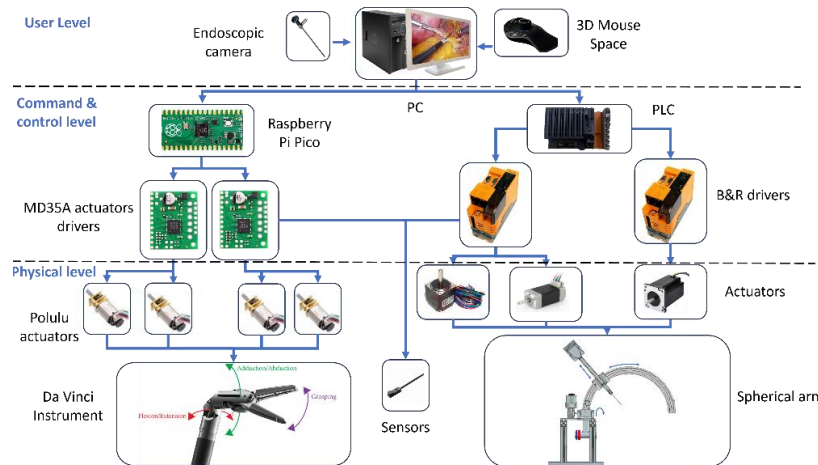 User Level
Endoscopic
camera
3D Mouse
Space
Command &
control level
PC
PLC
Raspberry
Pi Pico
MD35A actuators
drivers
B&R drivers
Physical level
Polulu
actuators
Actuators
Da Vinci
Instrument
Adduction/Abduction
Grasping
Flexion/Extension
Sensors
Spherical arn